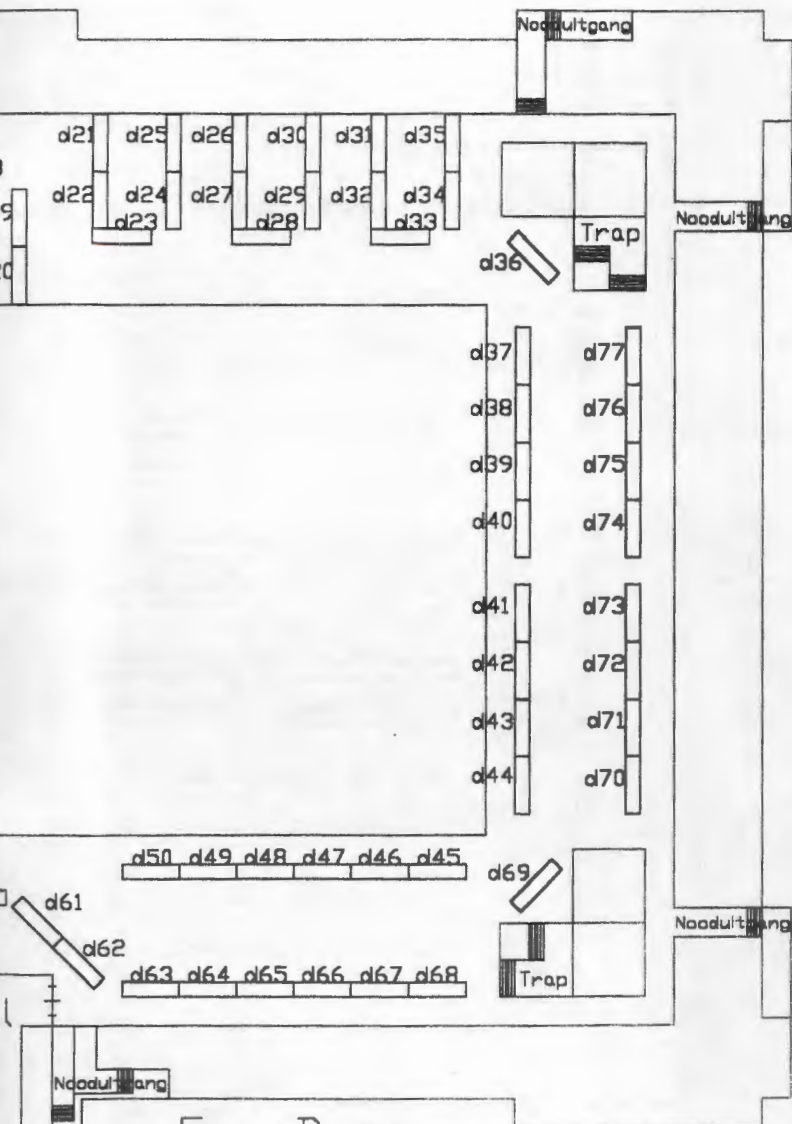 Nooduitgang
d21 d25 d26 d30 d31 d35
d22 d24 d27 d29 d32 d34
d23 d28 d33
Nooduitgang
Trap
d36
d37 d77
d38 d76
d39 d75
d40 d74
d41 d73
d42 d72
d43 d71
d44 d70
d50 d49 d48 d47 d46 d45
d69
d61
d62
Nooduitgang
d63 d64 d65 d66 d67 d68
Trap
Nooduitgang